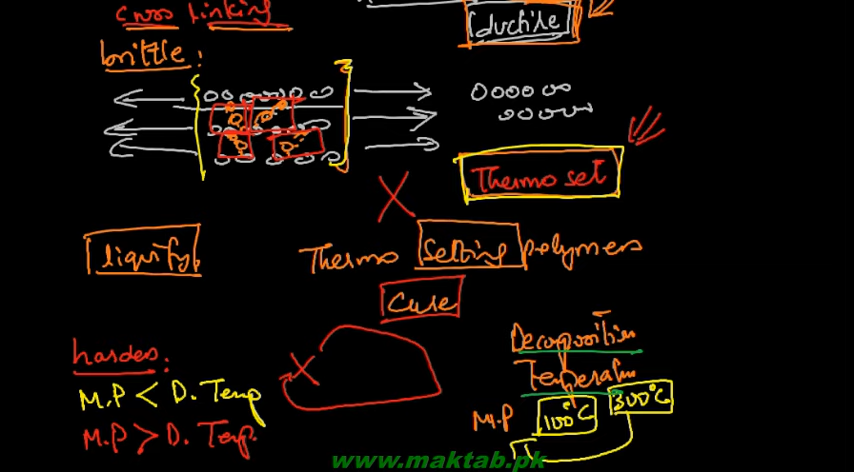 cross linking
ductile
brittle:
Thermo set
liquify
Thermo setting polymers
Cure
Decomposition
harden:
Temperature
M.P < D. Temp
300°C
M.P 100°C
M.P > D. Temp.
www.maktab.pk